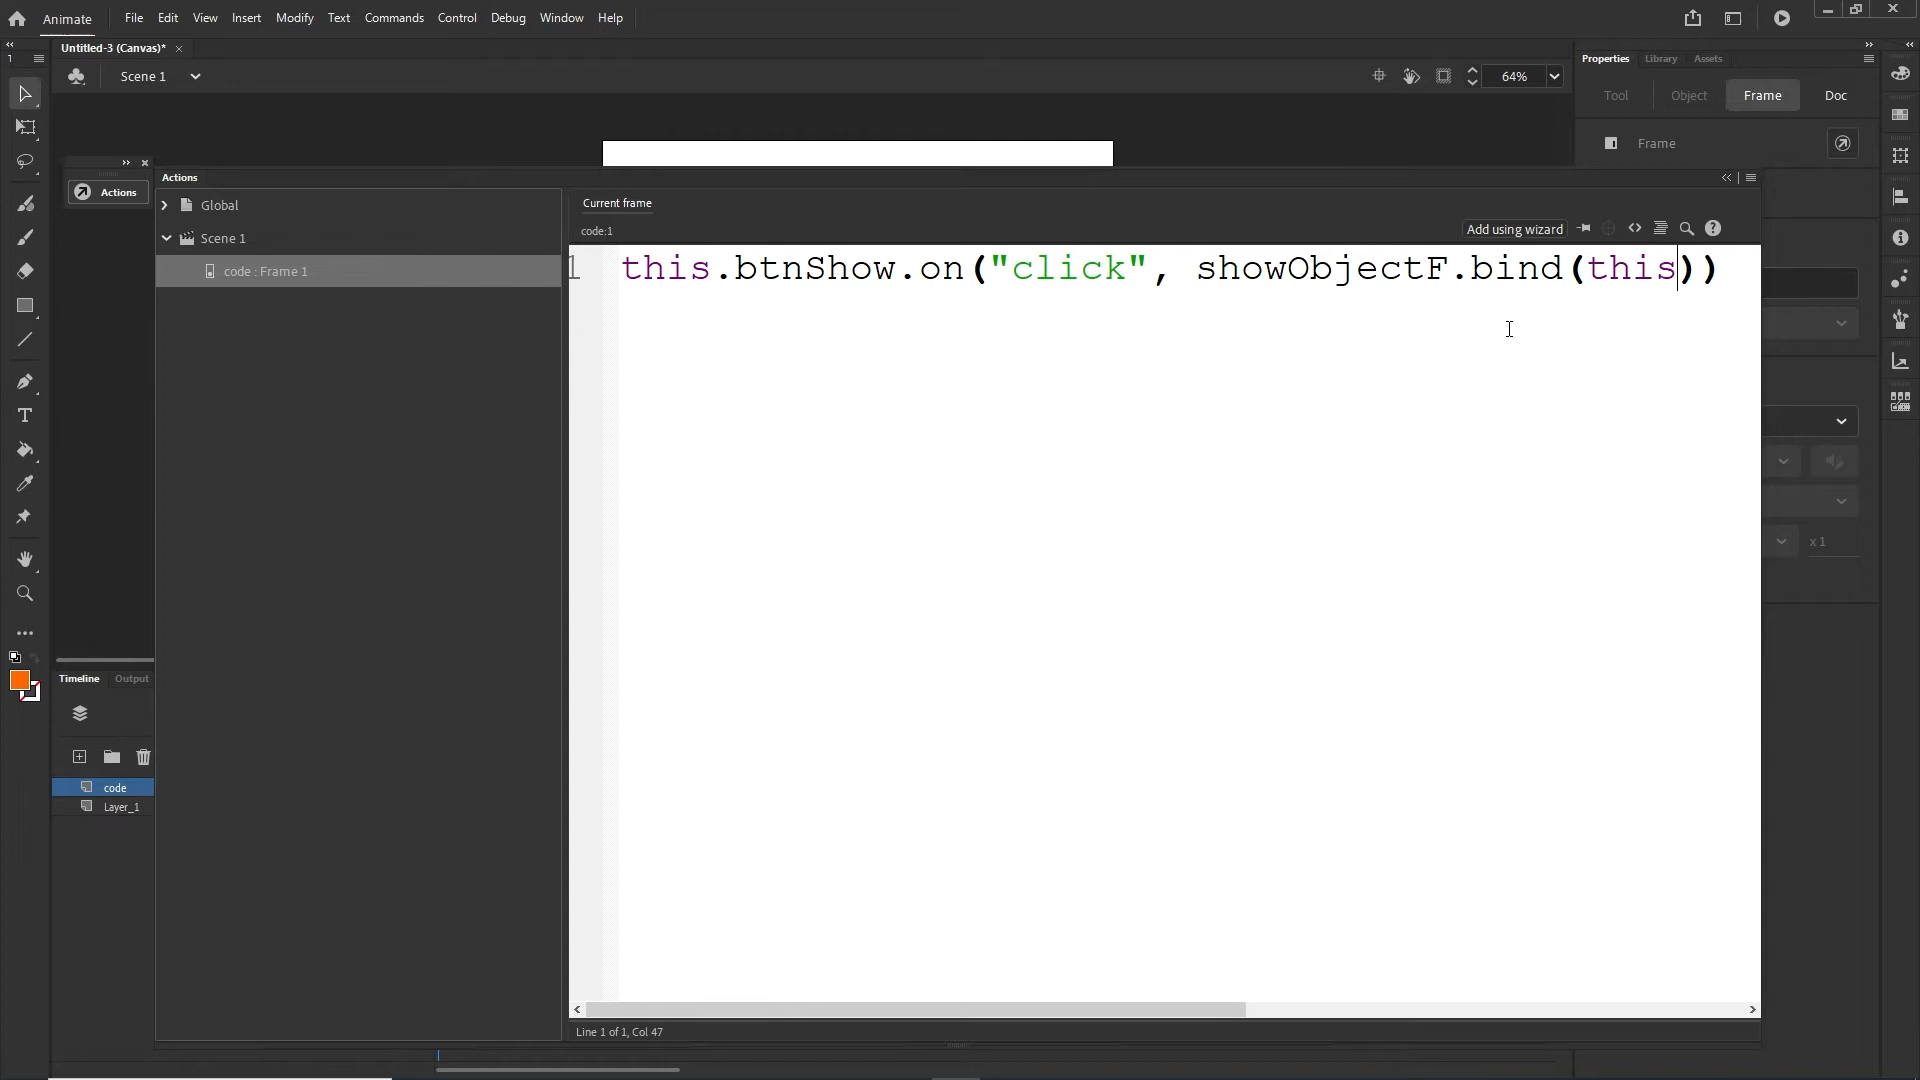 Animate File Edit View Insert Modify Text Commands Control Debug Window Help
Untitled-3 (Canvas)*
Scene 1
64%
Properties Library Assets
Tool Object Frame Doc
Frame
1
Actions
Actions
Global
Scene 1
code : Frame 1
Current frame
code:1
Add using wizard
1 this.btnShow.on("click", showObjectF.bind(this))
x 1
Timeline Output
code
Layer_1
Line 1 of 1, Col 47